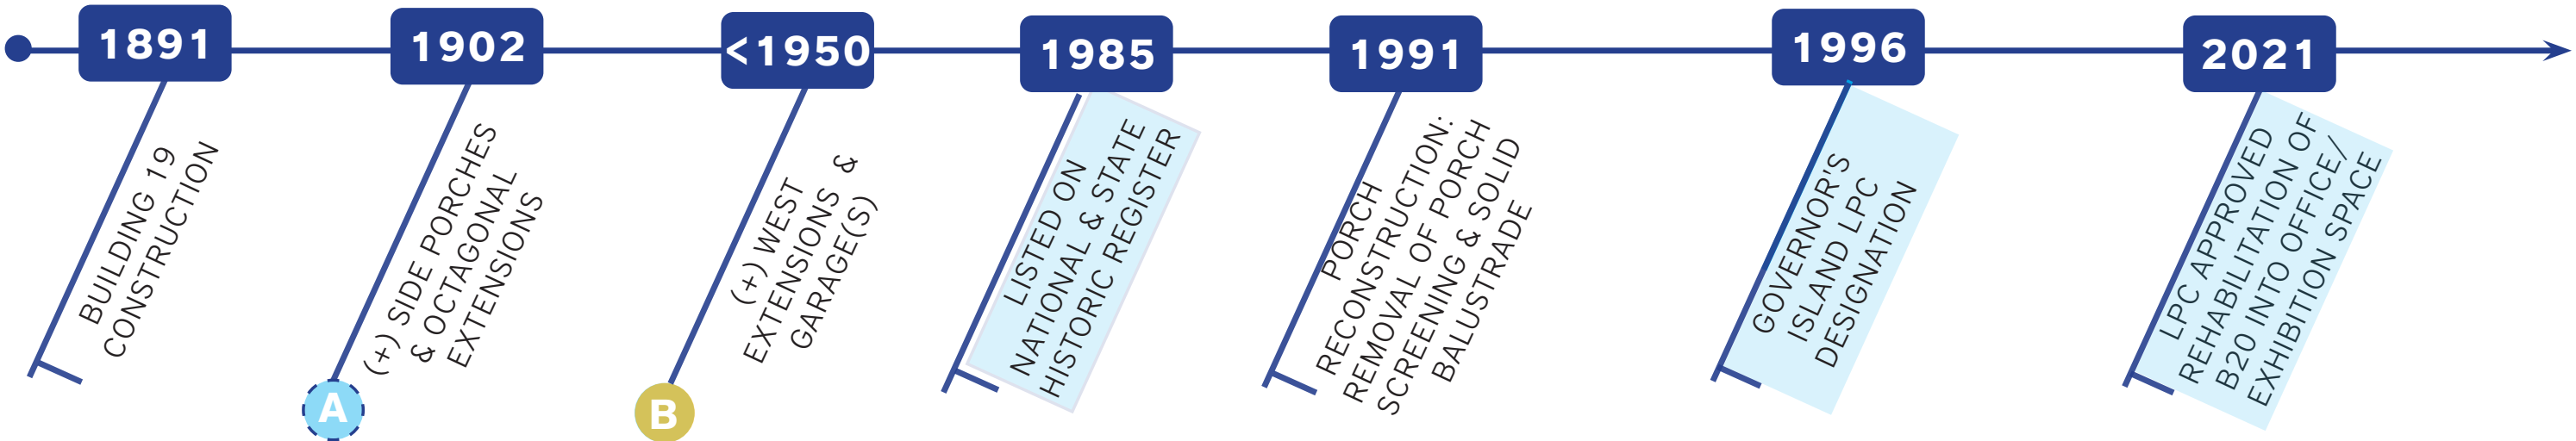 1891
BUILDING 19
CONSTRUCTION
1902
(+) SIDE PORCHES
& OCTAGONAL
EXTENSIONS
A
<1950
(+) WEST
EXTENSIONS &
GARAGE(S)
B
1985
LISTED ON
NATIONAL & STATE
HISTORIC REGISTER
1991
PORCH
RECONSTRUCTION:
REMOVAL OF PORCH
SCREENING & SOLID
BALUSTRADE
1996
GOVERNOR'S
ISLAND LPC
DESIGNATION
2021
LPC APPROVED
REHABILITATION OF
B20 INTO OFFICE/
EXHIBITION SPACE